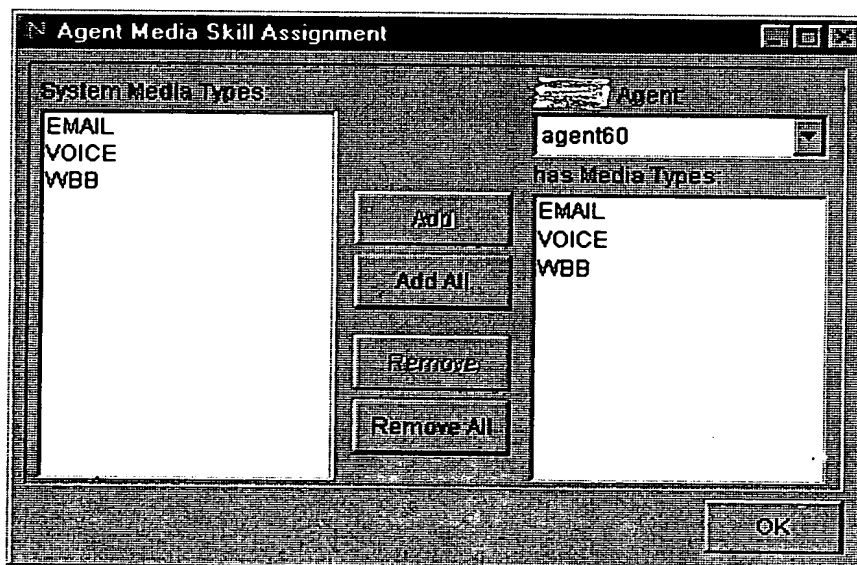 Agent Media Skill Assignment
System Media Types:
EMAIL
VOICE
WBB
Add
Add All
Remove
Remove All
Agent:
agent60
has Media Types:
EMAIL
VOICE
WBB
OK